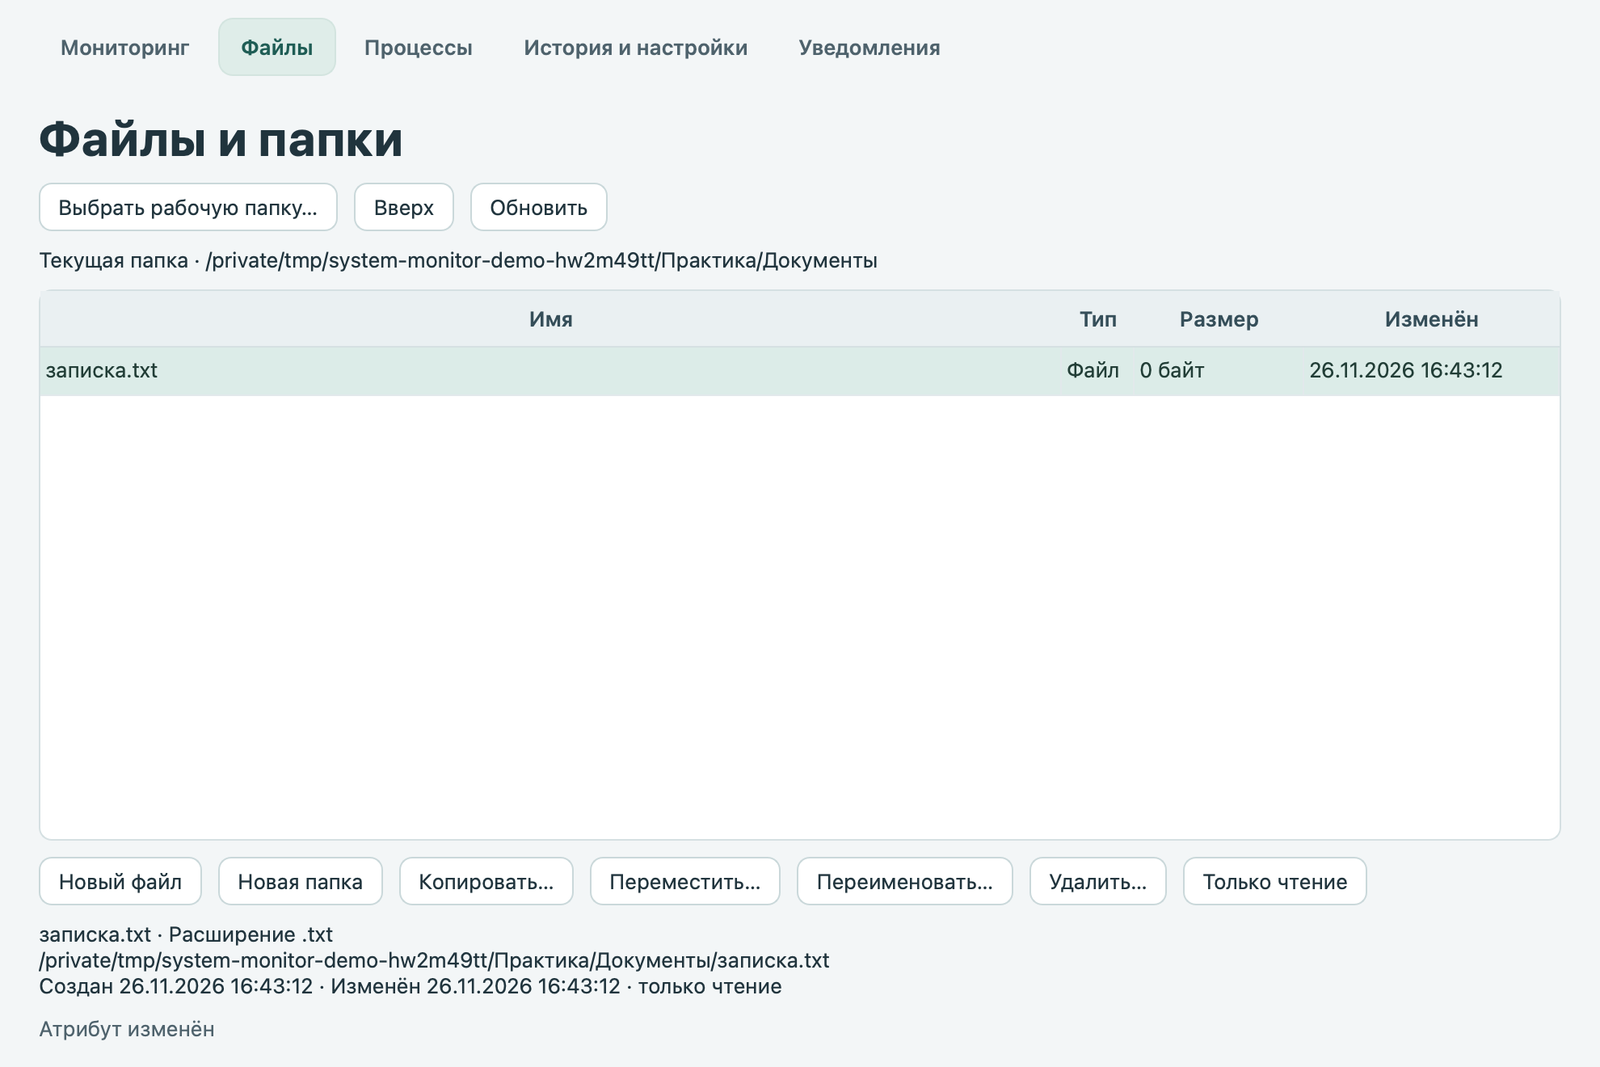 Мониторинг Файлы Процессы История и настройки Уведомления
Файлы и папки
Выбрать рабочую папку... Вверх Обновить
Текущая папка · /private/tmp/system-monitor-demo-hw2m49tt/Практика/Документы
Имя Тип Размер Изменён
записка.txt Файл 0 байт 26.11.2026 16:43:12
Новый файл Новая папка Копировать... Переместить... Переименовать... Удалить... Только чтение
записка.txt · Расширение .txt
/private/tmp/system-monitor-demo-hw2m49tt/Практика/Документы/записка.txt
Создан 26.11.2026 16:43:12 · Изменён 26.11.2026 16:43:12 · только чтение
Атрибут изменён